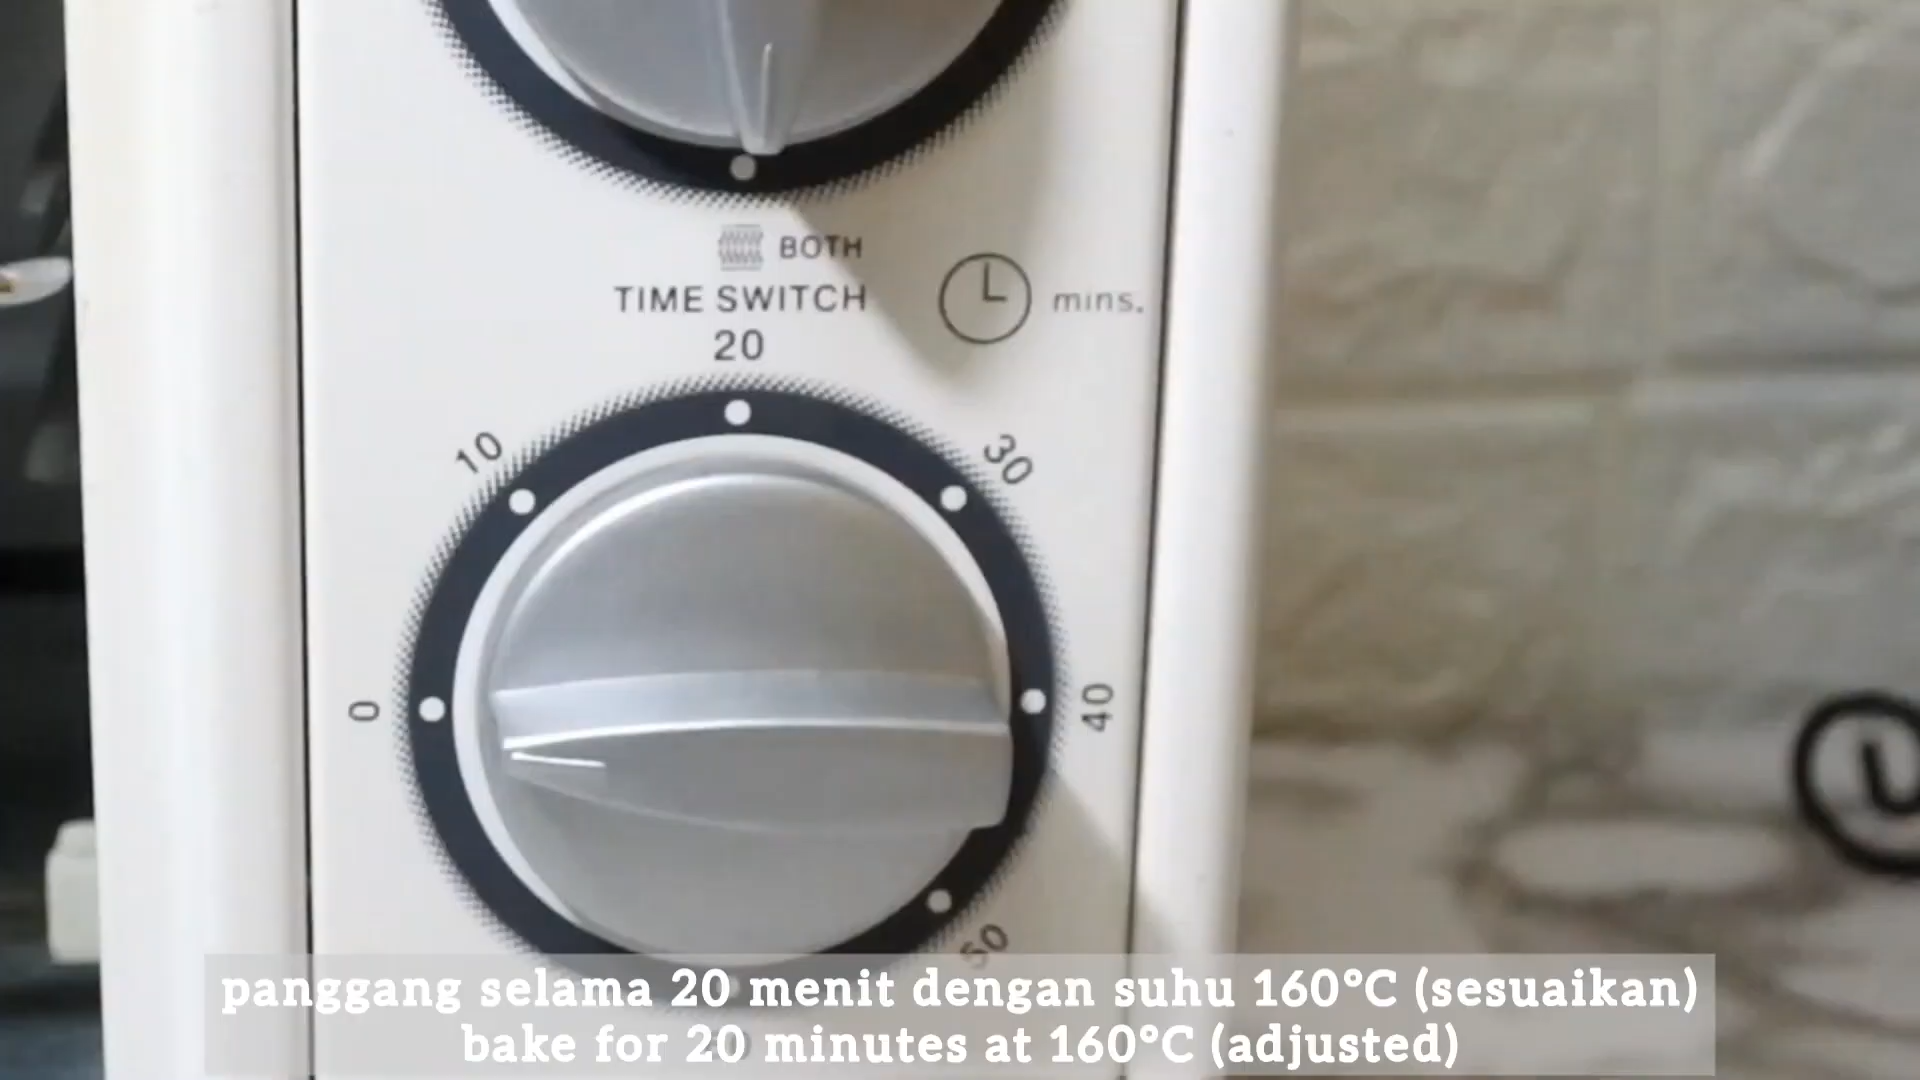 BOTH
TIME SWITCH
mins.
20
10
30
0
40
50
panggang selama 20 menit dengan suhu 160°C (sesuaikan)
bake for 20 minutes at 160°C (adjusted)